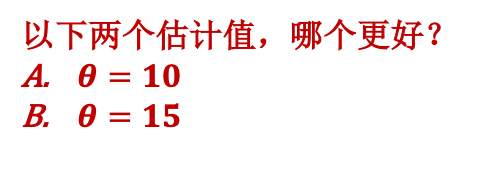 以下两个估计值，哪个更好？
A. θ = 10
B. θ = 15